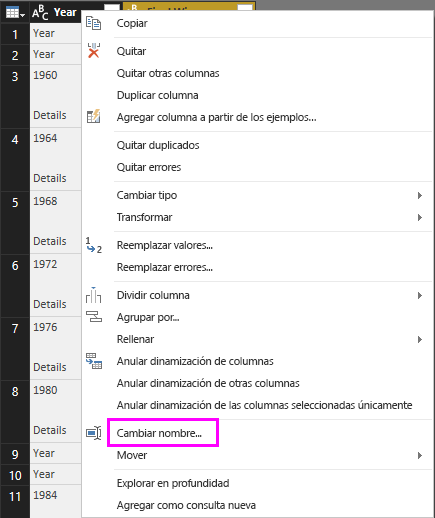 ABC Year
1 Year
2 Year
3 1960
Details
4 1964
Details
5 1968
Details
6 1972
Details
7 1976
Details
8 1980
Details
9 Year
10 Year
11 1984
Copiar
Quitar
Quitar otras columnas
Duplicar columna
Agregar columna a partir de los ejemplos...
Quitar duplicados
Quitar errores
Cambiar tipo
Transformar
1 2 Reemplazar valores...
Reemplazar errores...
Dividir columna
Agrupar por...
Rellenar
Anular dinamización de columnas
Anular dinamización de otras columnas
Anular dinamización de las columnas seleccionadas únicamente
Cambiar nombre...
Mover
Explorar en profundidad
Agregar como consulta nueva